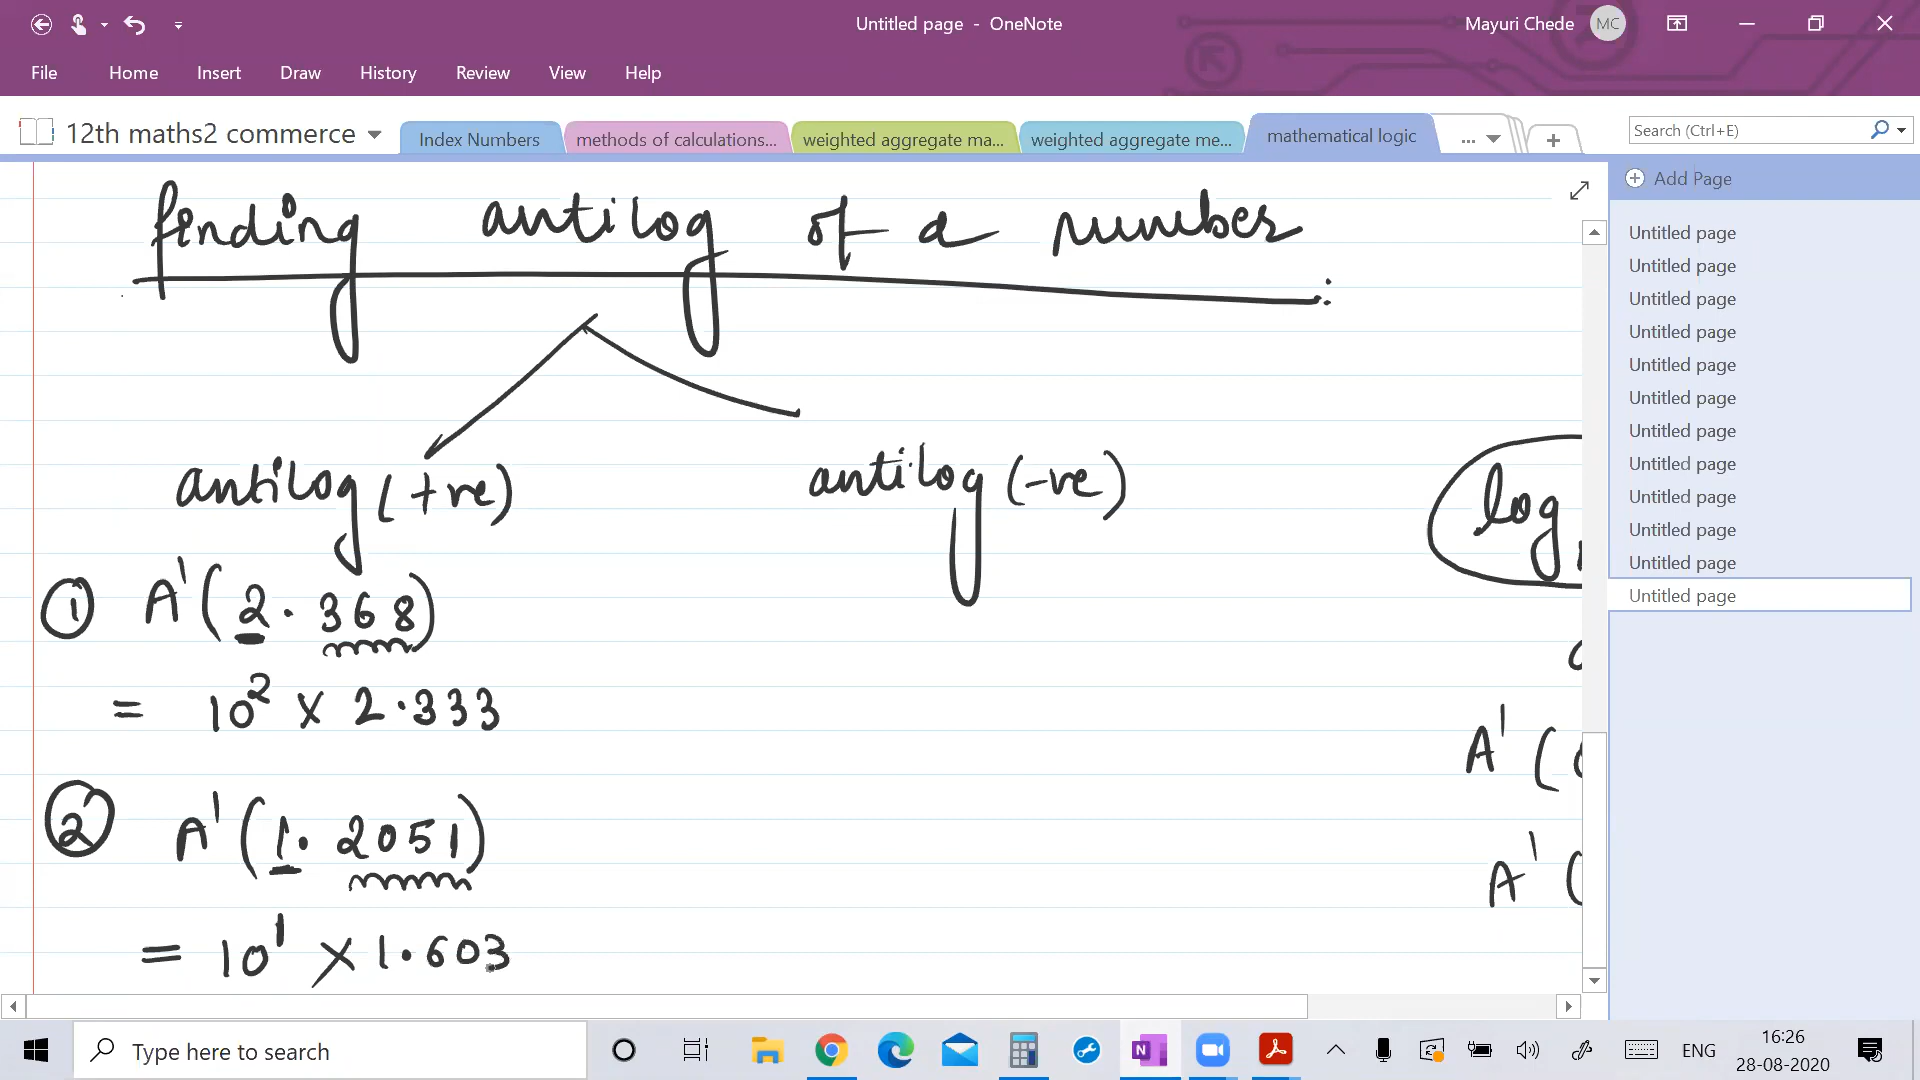 Untitled page - OneNote
Mayuri Chede
MC
File Home Insert Draw History Review View Help
12th maths2 commerce
Index Numbers
methods of calculations...
weighted aggregate ma...
weighted aggregate me...
mathematical logic
...
Search (Ctrl+E)
Add Page
Untitled page
Untitled page
Untitled page
Untitled page
Untitled page
Untitled page
Untitled page
Untitled page
Untitled page
Untitled page
Untitled page
Untitled page
finding antilog of a number :
antilog (+ve) antilog (-ve)
log
① A' ( 2 . 368 )
= 10² × 2.333
A' (
② A' ( 1. 2051 )
A' (
= 10¹ × 1.603
Type here to search
ENG
16:26
28-08-2020